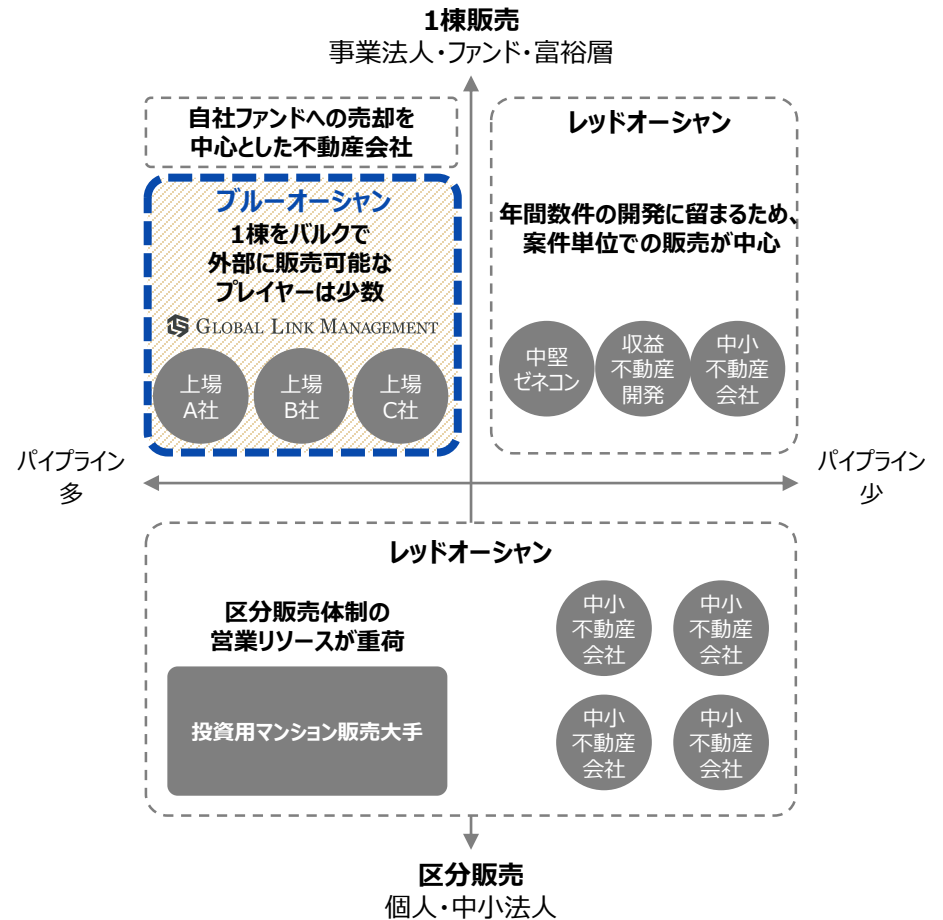 1棟販売
事業法人・ファンド・富裕層
自社ファンドへの売却を
中心とした不動産会社
ブルーオーシャン
1棟をバルクで
外部に販売可能な
プレイヤーは少数
GLOBAL LINK MANAGEMENT
上場
A社
上場
B社
上場
C社
レッドオーシャン
年間数件の開発に留まるため、
案件単位での販売が中心
中堅
ゼネコン
収益
不動産
開発
中小
不動産
会社
パイプライン
多
パイプライン
少
レッドオーシャン
区分販売体制の
営業リソースが重荷
投資用マンション販売大手
中小
不動産
会社
中小
不動産
会社
中小
不動産
会社
中小
不動産
会社
区分販売
個人・中小法人